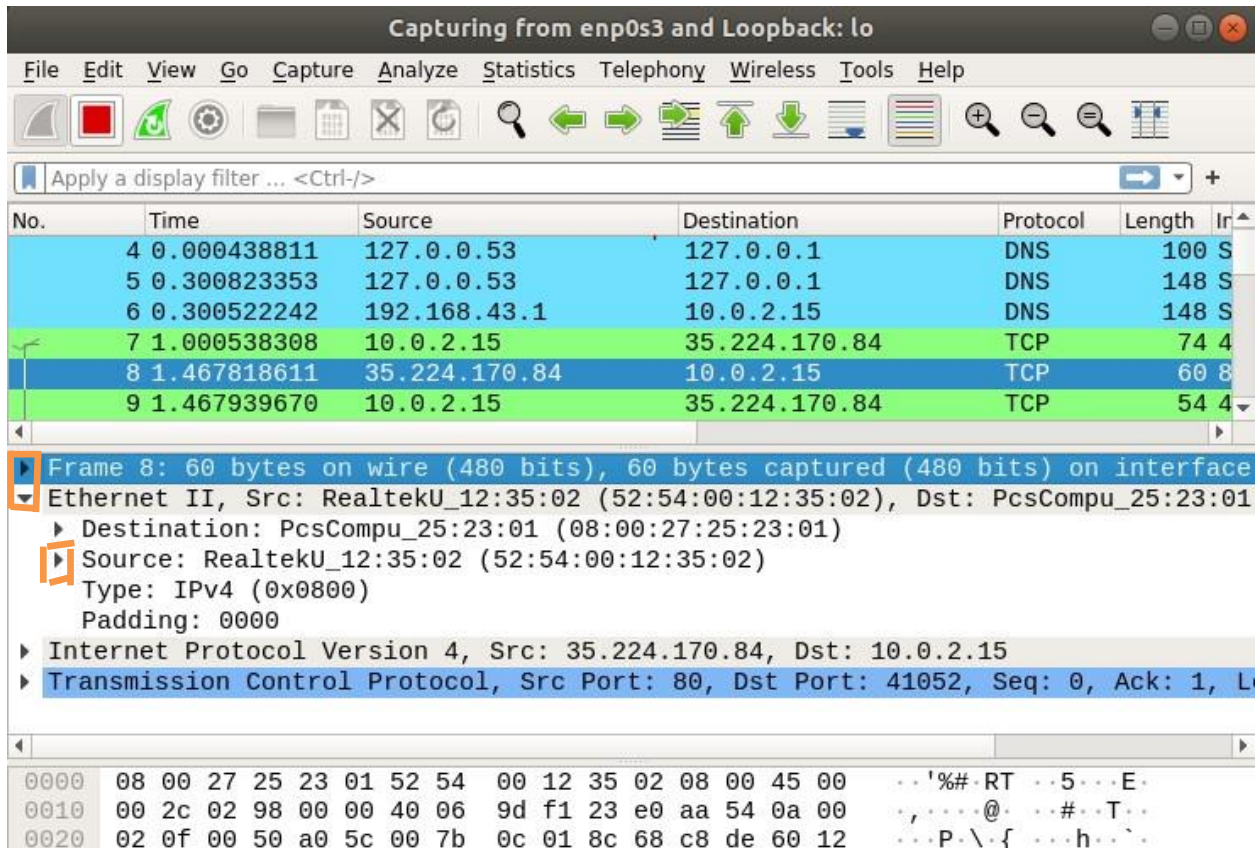 Capturing from enp0s3 and Loopback: lo
File Edit View Go Capture Analyze Statistics Telephony Wireless Tools Help
Apply a display filter ... <Ctrl-/>
No. Time Source Destination Protocol Length
4 0.000438811 127.0.0.53 127.0.0.1 DNS 100 S
5 0.300823353 127.0.0.53 127.0.0.1 DNS 148 S
6 0.300522242 192.168.43.1 10.0.2.15 DNS 148 S
7 1.000538308 10.0.2.15 35.224.170.84 TCP 74 4
8 1.467818611 35.224.170.84 10.0.2.15 TCP 60 8
9 1.467939670 10.0.2.15 35.224.170.84 TCP 54 4
Frame 8: 60 bytes on wire (480 bits), 60 bytes captured (480 bits) on interface
Ethernet II, Src: RealtekU_12:35:02 (52:54:00:12:35:02), Dst: PcsCompu_25:23:01
Destination: PcsCompu_25:23:01 (08:00:27:25:23:01)
Source: RealtekU_12:35:02 (52:54:00:12:35:02)
Type: IPv4 (0x0800)
Padding: 0000
Internet Protocol Version 4, Src: 35.224.170.84, Dst: 10.0.2.15
Transmission Control Protocol, Src Port: 80, Dst Port: 41052, Seq: 0, Ack: 1,
0000 08 00 27 25 23 01 52 54 00 12 35 02 08 00 45 00 ··'%#·RT ··5···E·
0010 00 2c 02 98 00 00 40 06 9d f1 23 e0 aa 54 0a 00 ·,····@· ··#··T··
0020 02 0f 00 50 a0 5c 00 7b 0c 01 8c 68 c8 de 60 12 ···P·\·{ ···h··`·